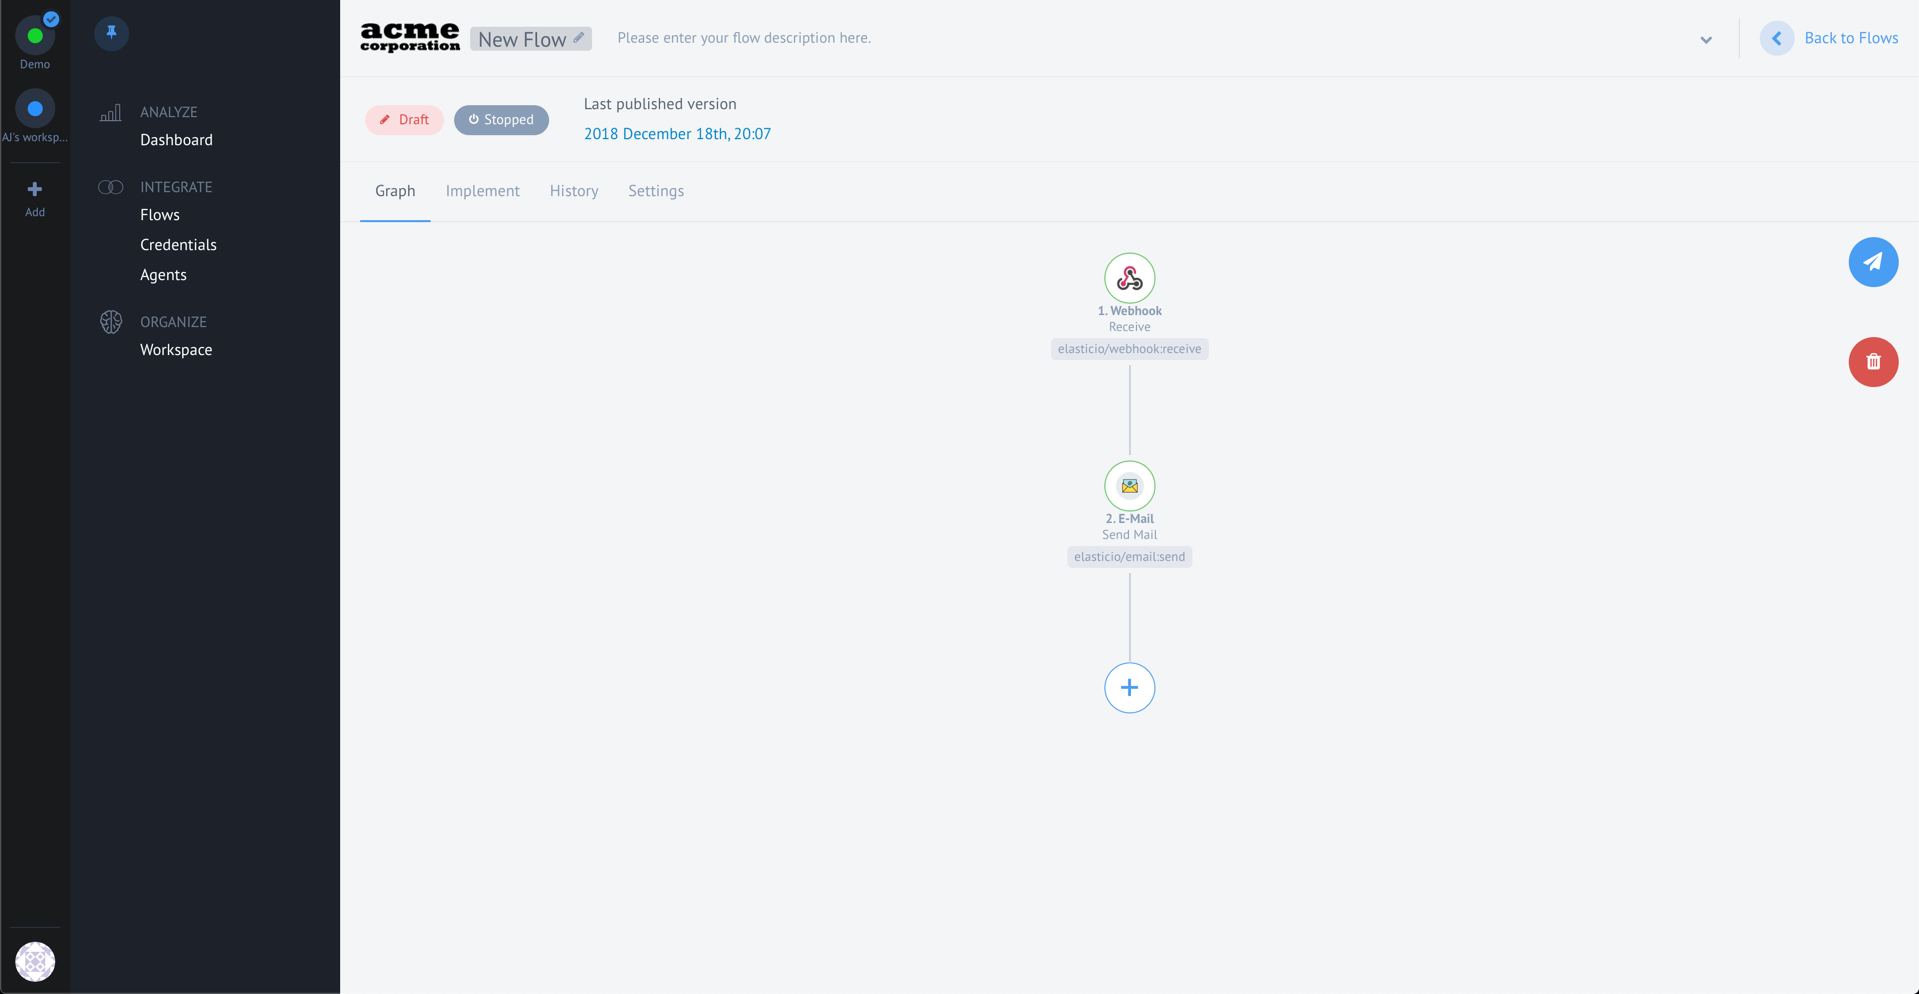 Demo
AJ's worksp...
Add
ANALYZE
Dashboard
INTEGRATE
Flows
Credentials
Agents
ORGANIZE
Workspace
acme
corporation
New Flow
Please enter your flow description here.
Back to Flows
Draft
Stopped
Last published version
2018 December 18th, 20:07
Graph
Implement
History
Settings
1. Webhook
Receive
elasticio/webhook:receive
2. E-Mail
Send Mail
elasticio/email:send